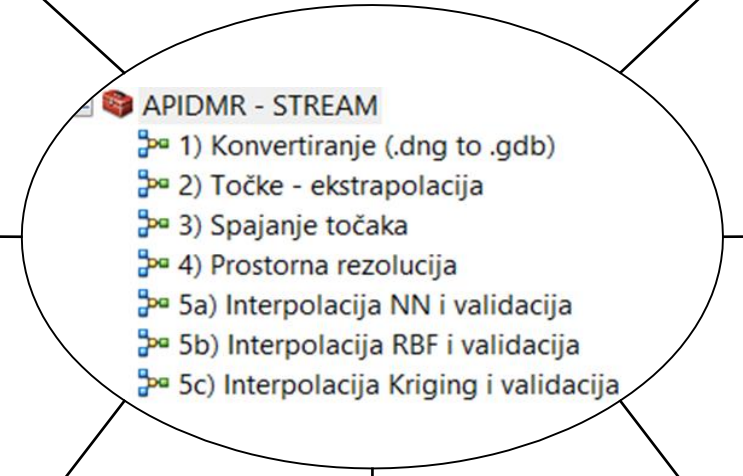 APIDMR - STREAM
1) Konvertiranje (.dng to .gdb)
2) Točke - ekstrapolacija
3) Spajanje točaka
4) Prostorna rezolucija
5a) Interpolacija NN i validacija
5b) Interpolacija RBF i validacija
5c) Interpolacija Kriging i validacija